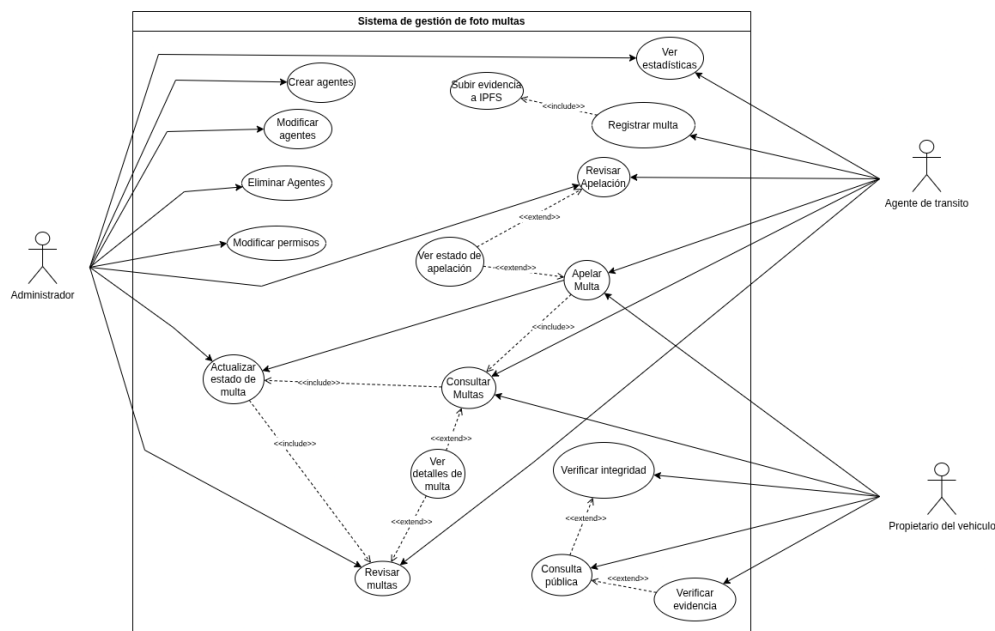 Sistema de gestión de foto multas
Ver
estadísticas
Crear agentes
Subir evidencia
a IPFS
<<include>>
Registrar multa
Modificar
agentes
Revisar
Apelación
Eliminar Agentes
Agente de transito
<<extend>>
Modificar permisos
Ver estado de
apelación
<<extend>>
Apelar
Multa
Administrador
<<include>>
Actualizar
estado de
multa
<<include>>
Consultar
Multas
<<include>>
<<extend>>
Ver
detalles de
multa
Verificar integridad
<<extend>>
<<extend>>
Propietario del vehiculo
Revisar
multas
Consulta
pública
<<extend>>
Verificar
evidencia